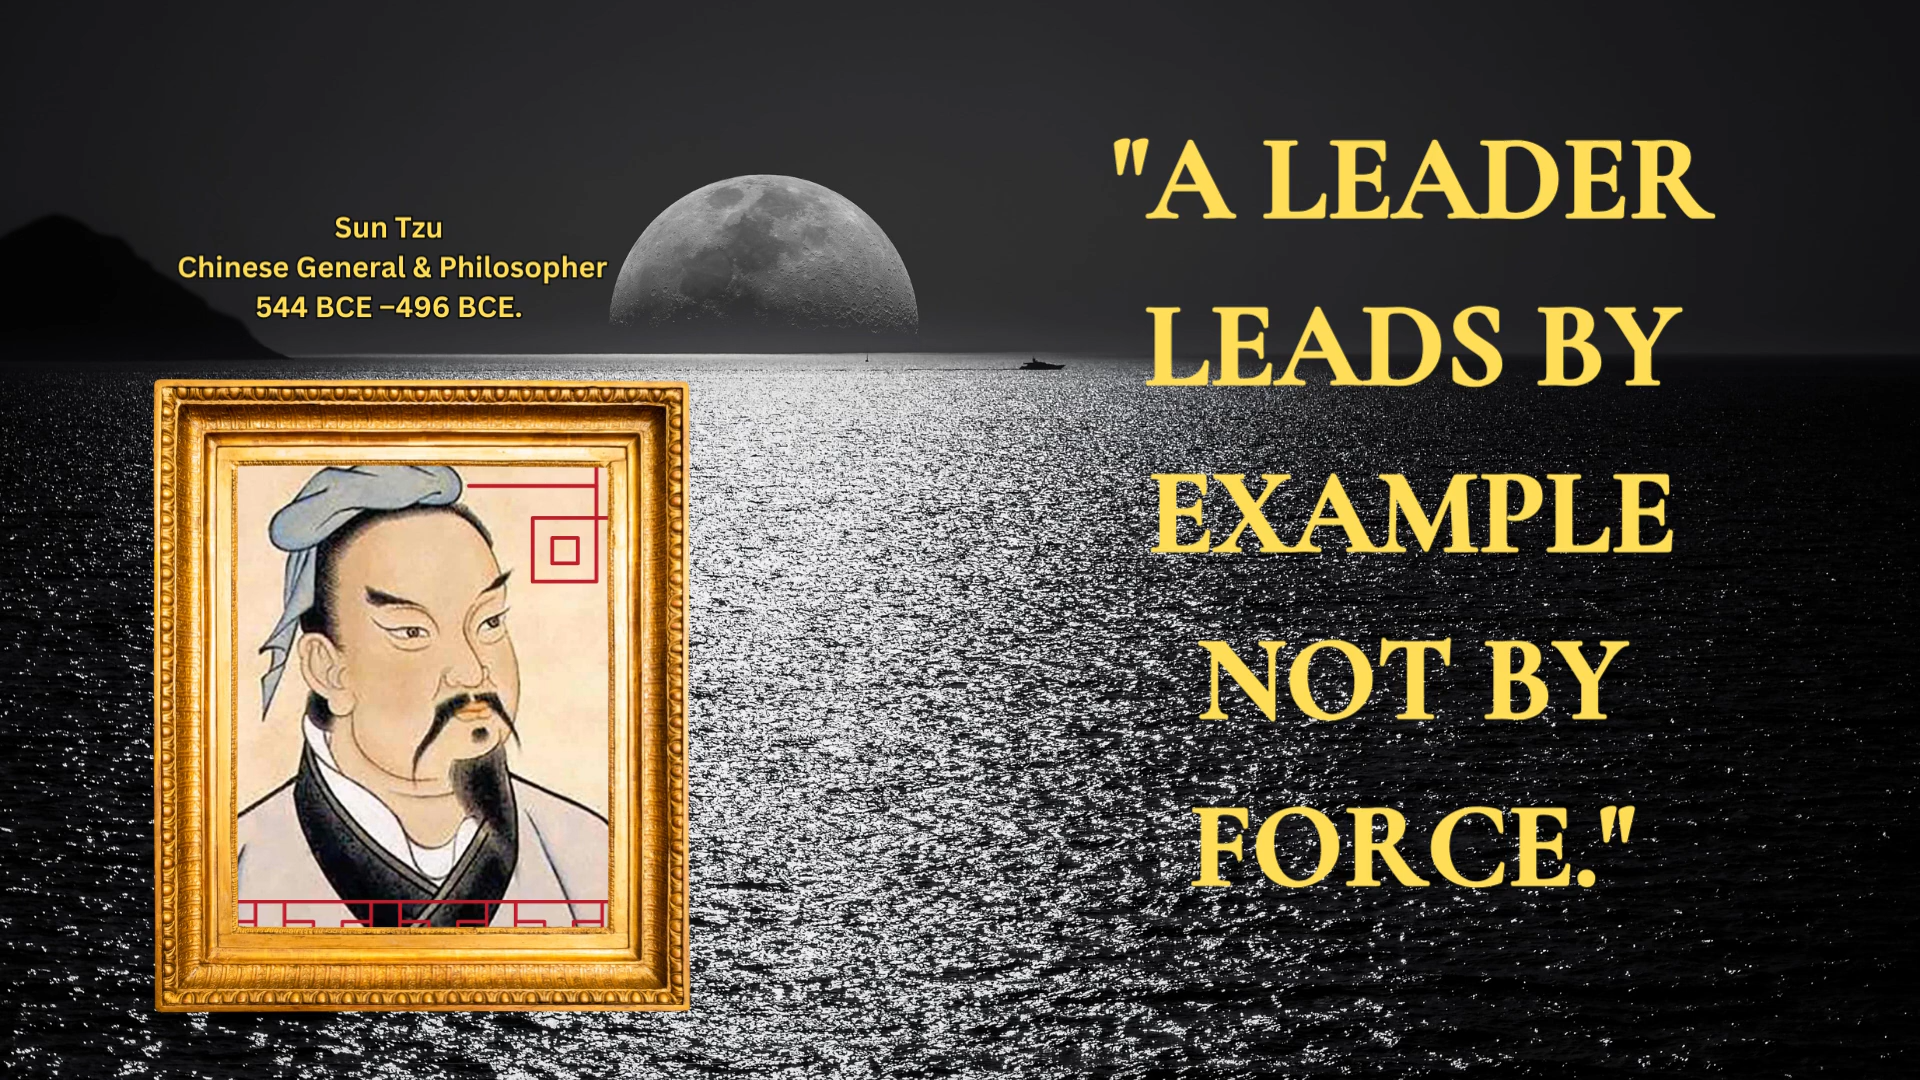 Sun Tzu
Chinese General & Philosopher
544 BCE –496 BCE.
"A LEADER
LEADS BY
EXAMPLE
NOT BY
FORCE."